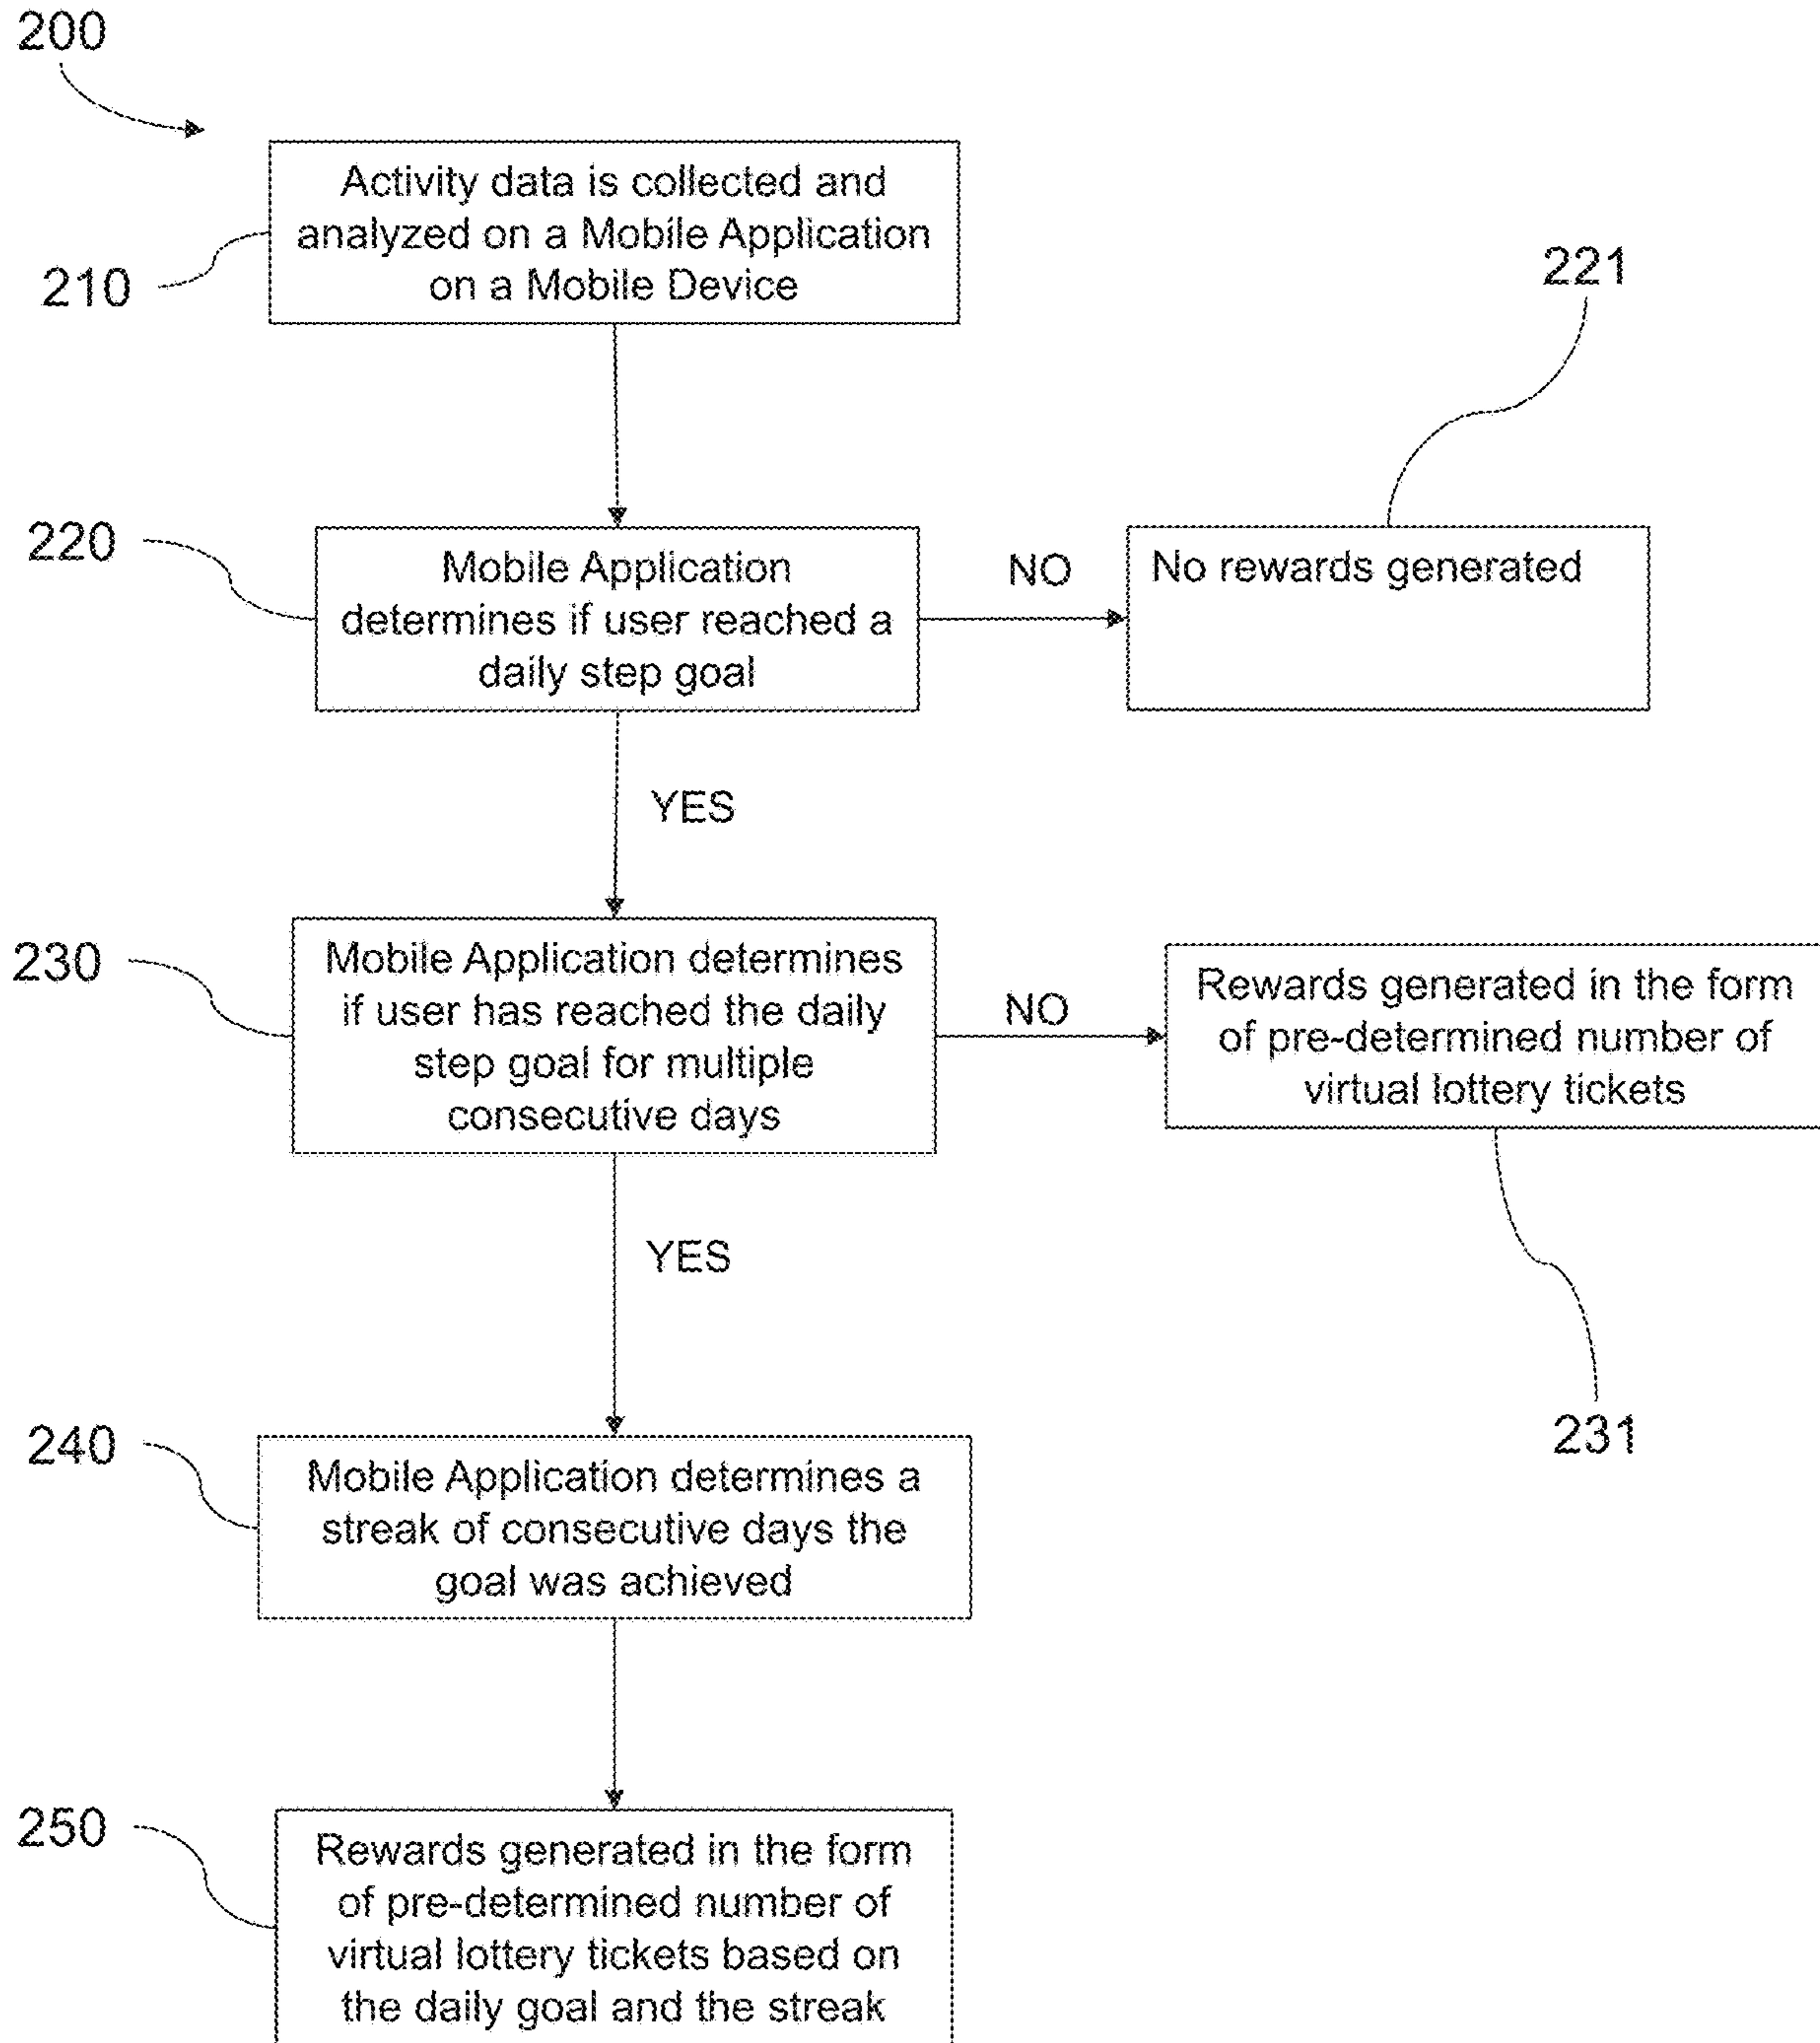 200
Activity data is collected and
analyzed on a Mobile Application
on a Mobile Device
210
221
220
Mobile Application
determines if user reached a
daily step goal
NO
No rewards generated
YES
230
Mobile Application determines
if user has reached the daily
step goal for multiple
consecutive days
NO
Rewards generated in the form
of pre-determined number of
virtual lottery tickets
YES
231
240
Mobile Application determines a
streak of consecutive days the
goal was achieved
250
Rewards generated in the form
of pre-determined number of
virtual lottery tickets based on
the daily goal and the streak